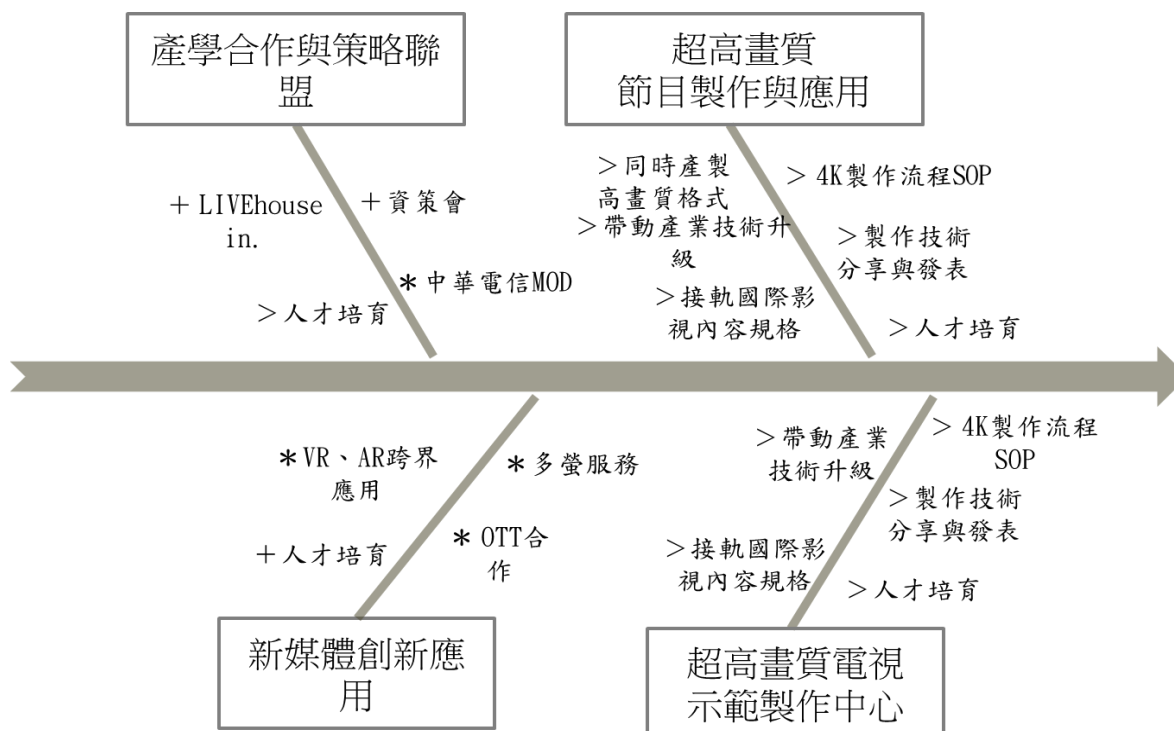 產學合作與策略聯
盟
+ LIVEhouse
in.
+資策會
*中華電信MOD
>人才培育
超高畫質
節目製作與應用
>同時產製
高畫質格式
>帶動產業技術升
級
>接軌國際影
視內容規格
> 4K製作流程SOP
>製作技術
分享與發表
>人才培育
*VR、AR跨界
應用
+人才培育
*多螢服務
* OTT合
作
新媒體創新應
用
>帶動產業
技術升級
>接軌國際影
視內容規格
> 4K製作流程
SOP
>製作技術
分享與發表
>人才培育
超高畫質電視
示範製作中心